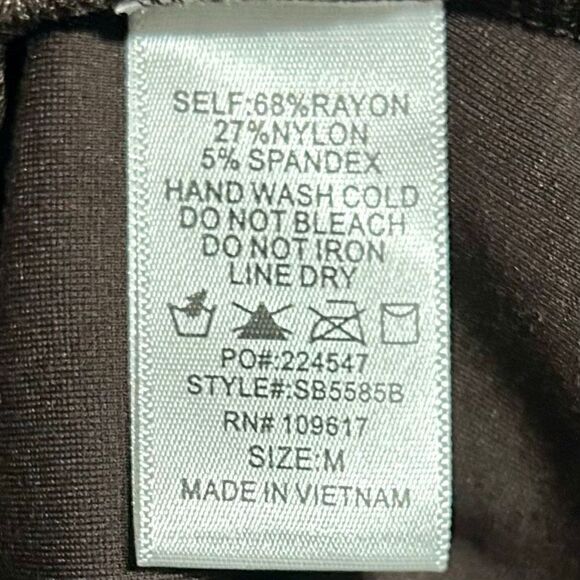 SELF:68%RAYON
27%NYLON
5% SPANDEX
HAND WASH COLD
DO NOT BLEACH
DO NOT IRON
LINE DRY
PO#:224547
STYLE#:SB5585B
RN# 109617
SIZE:M
MADE IN VIETNAM